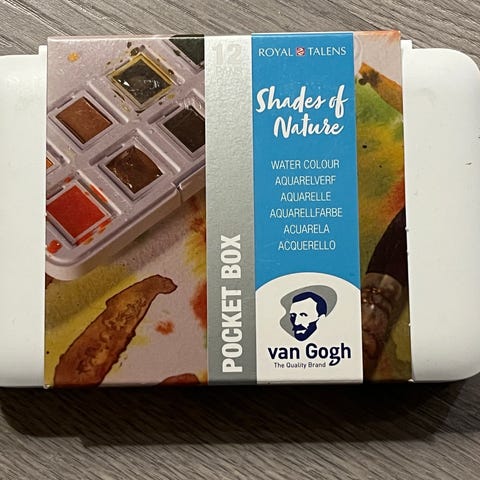 12
PANS
ROYAL TALENS
Shades of
Nature
WATER COLOUR
AQUARELVERF
AQUARELLE
AQUARELLFARBE
ACUARELA
ACQUERELLO
POCKET BOX
van Gogh
The Quality Brand